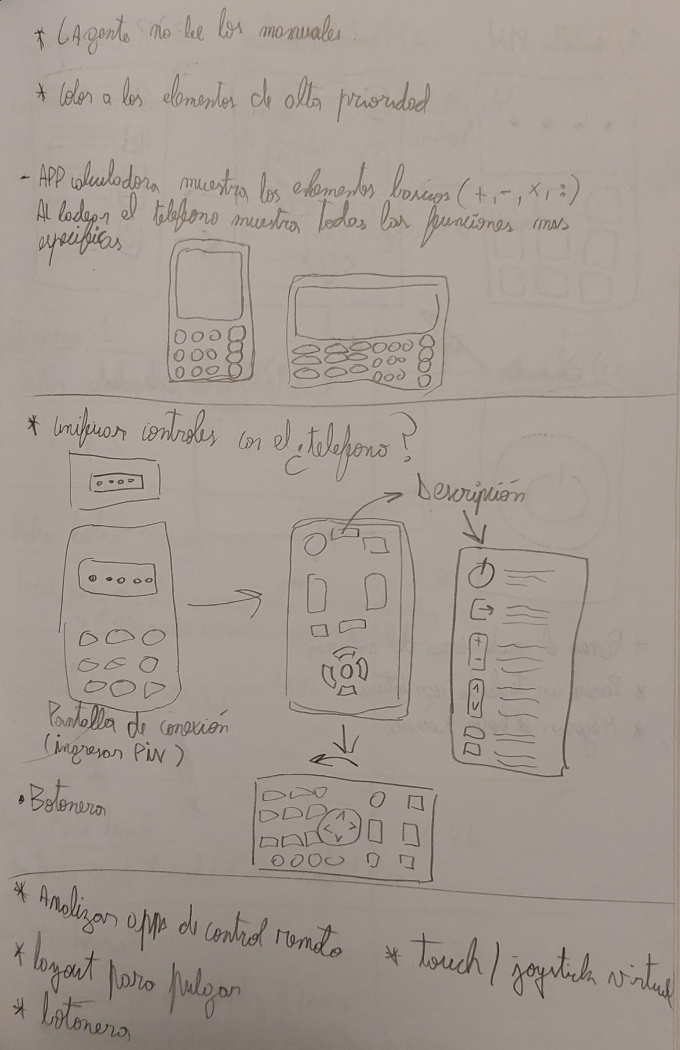 * LAgente no lee los manuales.
* Color a los elementos de alta prioridad
- APP calculadora muestra los elementos basicos (+, -, x, :)
Al ladear el telefono muestra todas las funciones mas
especificas
* Unificar controles con el ¿telefono?
Descripción
Pantalla de conexión
(ingresar PiN)
• Botonera
* Analizar apps de control remoto
* layout para pulgar
* touch / joystick virtual
* botonera